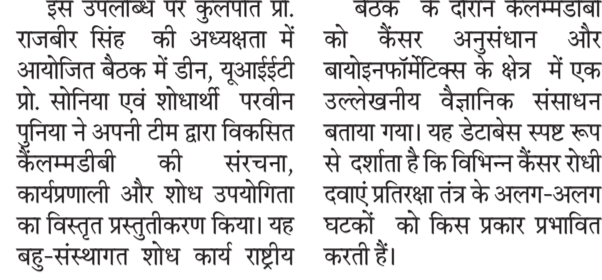 इस उपलब्धि पर कुलपति प्रो.
राजबीर सिंह की अध्यक्षता में
आयोजित बैठक में डीन, यूआईईटी
प्रो. सोनिया एवं शोधार्थी परवीन
पुनिया ने अपनी टीम द्वारा विकसित
कैंलम्मडीबी की संरचना,
कार्यप्रणाली और शोध उपयोगिता
का विस्तृत प्रस्तुतीकरण किया। यह
बहु-संस्थागत शोध कार्य राष्ट्रीय
बैठक के दौरान कैलम्मडीबी
को कैंसर अनुसंधान और
बायोइनफॉर्मेटिक्स के क्षेत्र में एक
उल्लेखनीय वैज्ञानिक संसाधन
बताया गया। यह डेटाबेस स्पष्ट रूप
से दर्शाता है कि विभिन्न कैंसर रोधी
दवाएं प्रतिरक्षा तंत्र के अलग-अलग
घटकों को किस प्रकार प्रभावित
करती हैं।